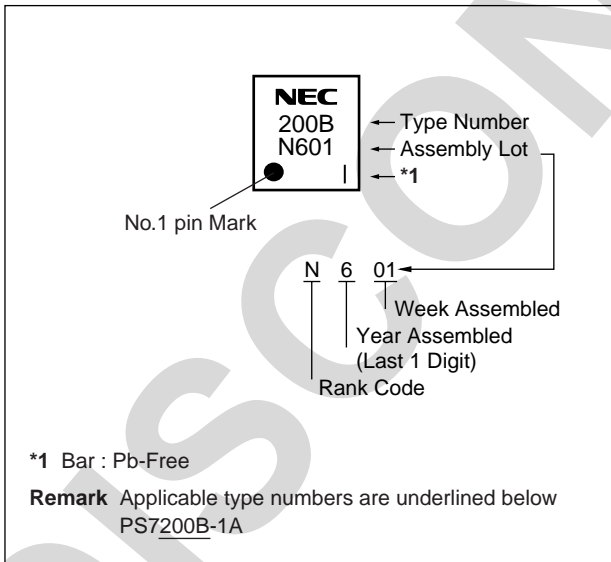 NEC
200B
N601
Type Number
Assembly Lot
*1
No.1 pin Mark
N 6 01
Week Assembled
Year Assembled
(Last 1 Digit)
Rank Code
*1 Bar : Pb-Free
Remark Applicable type numbers are underlined below
PS7200B-1A
DISCON